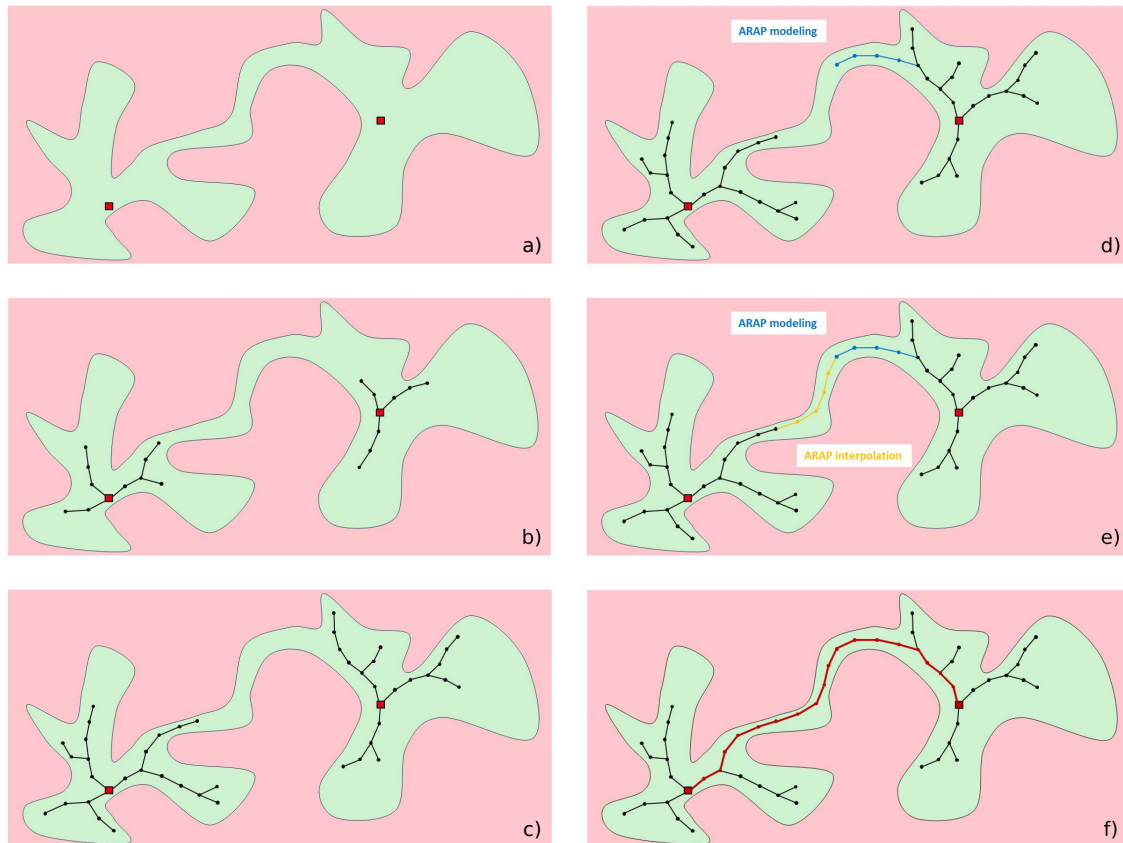 a)
b)
c)
ARAP modeling
d)
ARAP modeling
ARAP interpolation
e)
f)